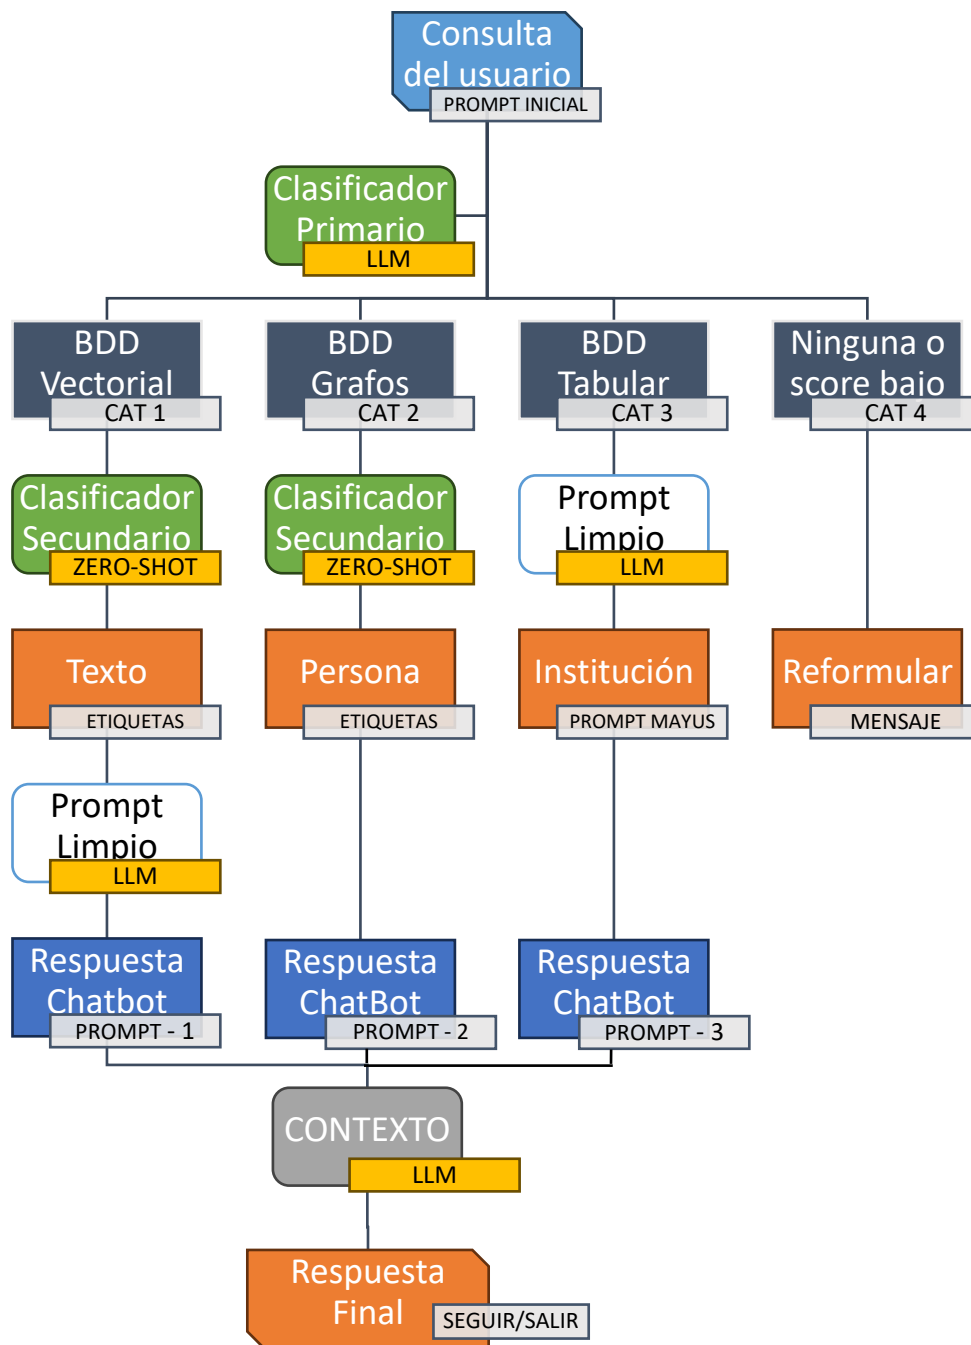 Consulta
del usuario
PROMPT INICIAL
Clasificador
Primario
LLM
BDD
Vectorial
CAT 1
BDD
Grafos
CAT 2
BDD
Tabular
CAT 3
Ninguna o
score bajo
CAT 4
Clasificador
Secundario
ZERO-SHOT
Clasificador
Secundario
ZERO-SHOT
Prompt
Limpio
LLM
Texto
ETIQUETAS
Persona
ETIQUETAS
Institución
PROMPT MAYUS
Reformular
MENSAJE
Prompt
Limpio
LLM
Respuesta
Chatbot
PROMPT - 1
Respuesta
ChatBot
PROMPT - 2
Respuesta
ChatBot
PROMPT - 3
CONTEXTO
LLM
Respuesta
Final
SEGUIR/SALIR